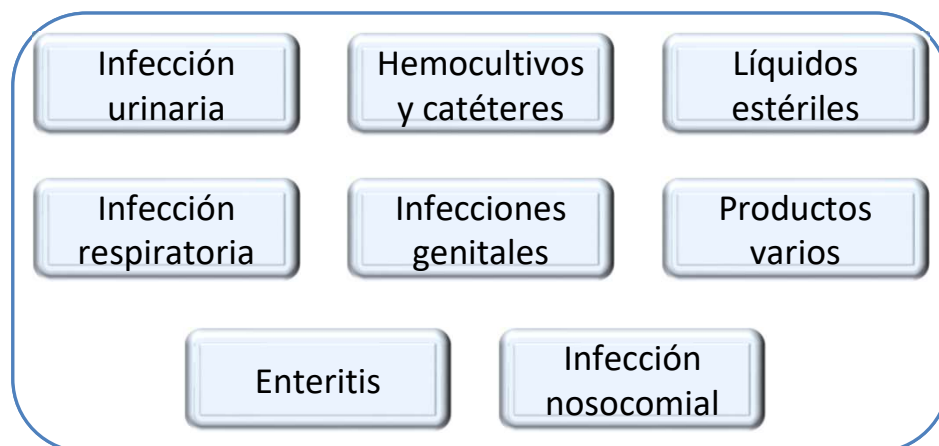 Infección
urinaria
Hemocultivos
y catéteres
Líquidos
estériles
Infección
respiratoria
Infecciones
genitales
Productos
varios
Enteritis
Infección
nosocomial